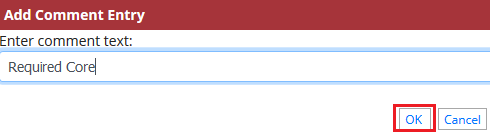 Add Comment Entry
Enter comment text:
Required Core
OK Cancel